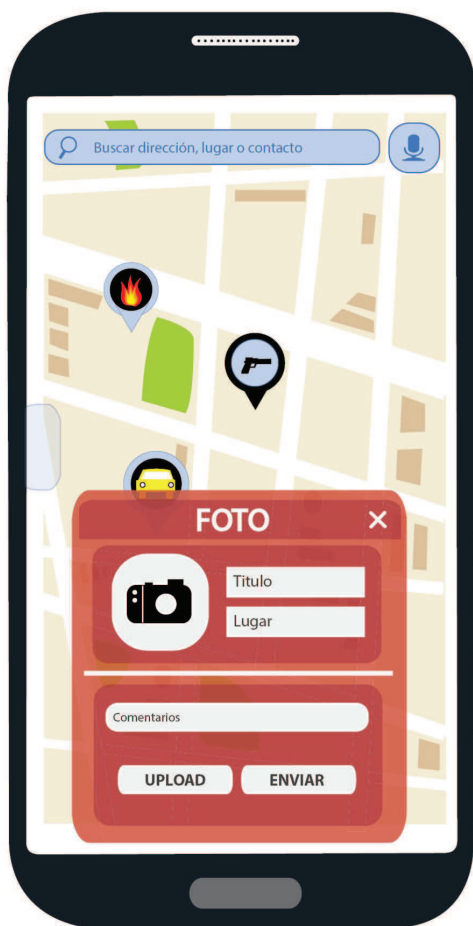 Buscar dirección, lugar o contacto
FOTO
Titulo
Lugar
Comentarios
UPLOAD ENVIAR